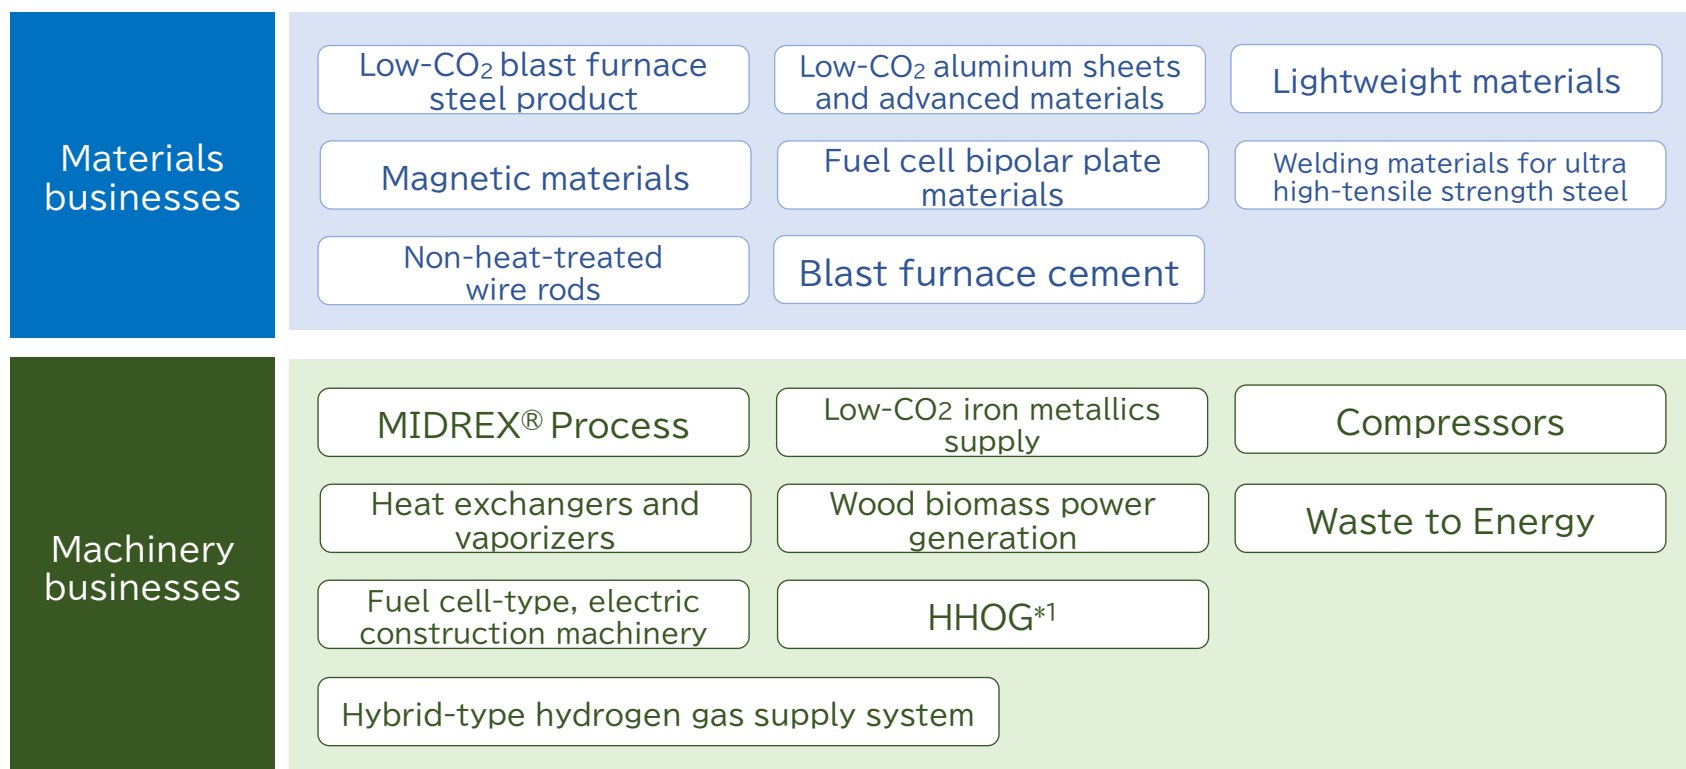 Materials
businesses
Low-CO₂ blast furnace
steel product
Low-CO₂ aluminum sheets
and advanced materials
Lightweight materials
Magnetic materials
Fuel cell bipolar plate
materials
Welding materials for ultra
high-tensile strength steel
Non-heat-treated
wire rods
Blast furnace cement
Machinery
businesses
MIDREX® Process
Low-CO2 iron metallics
supply
Compressors
Heat exchangers and
vaporizers
Wood biomass power
generation
Waste to Energy
Fuel cell-type, electric
construction machinery
HHOG*¹
Hybrid-type hydrogen gas supply system